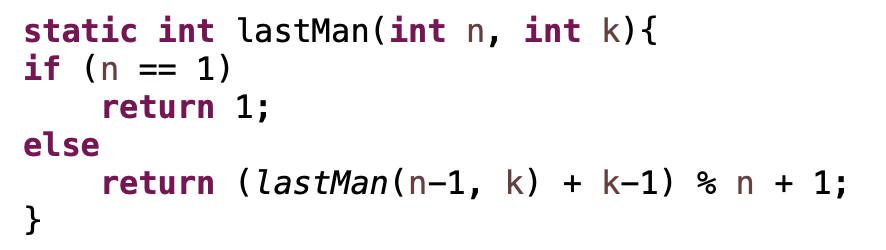 static int lastMan(int n, int k){
if (n == 1)
    return 1;
else
    return (lastMan(n-1, k) + k-1) % n + 1;
}